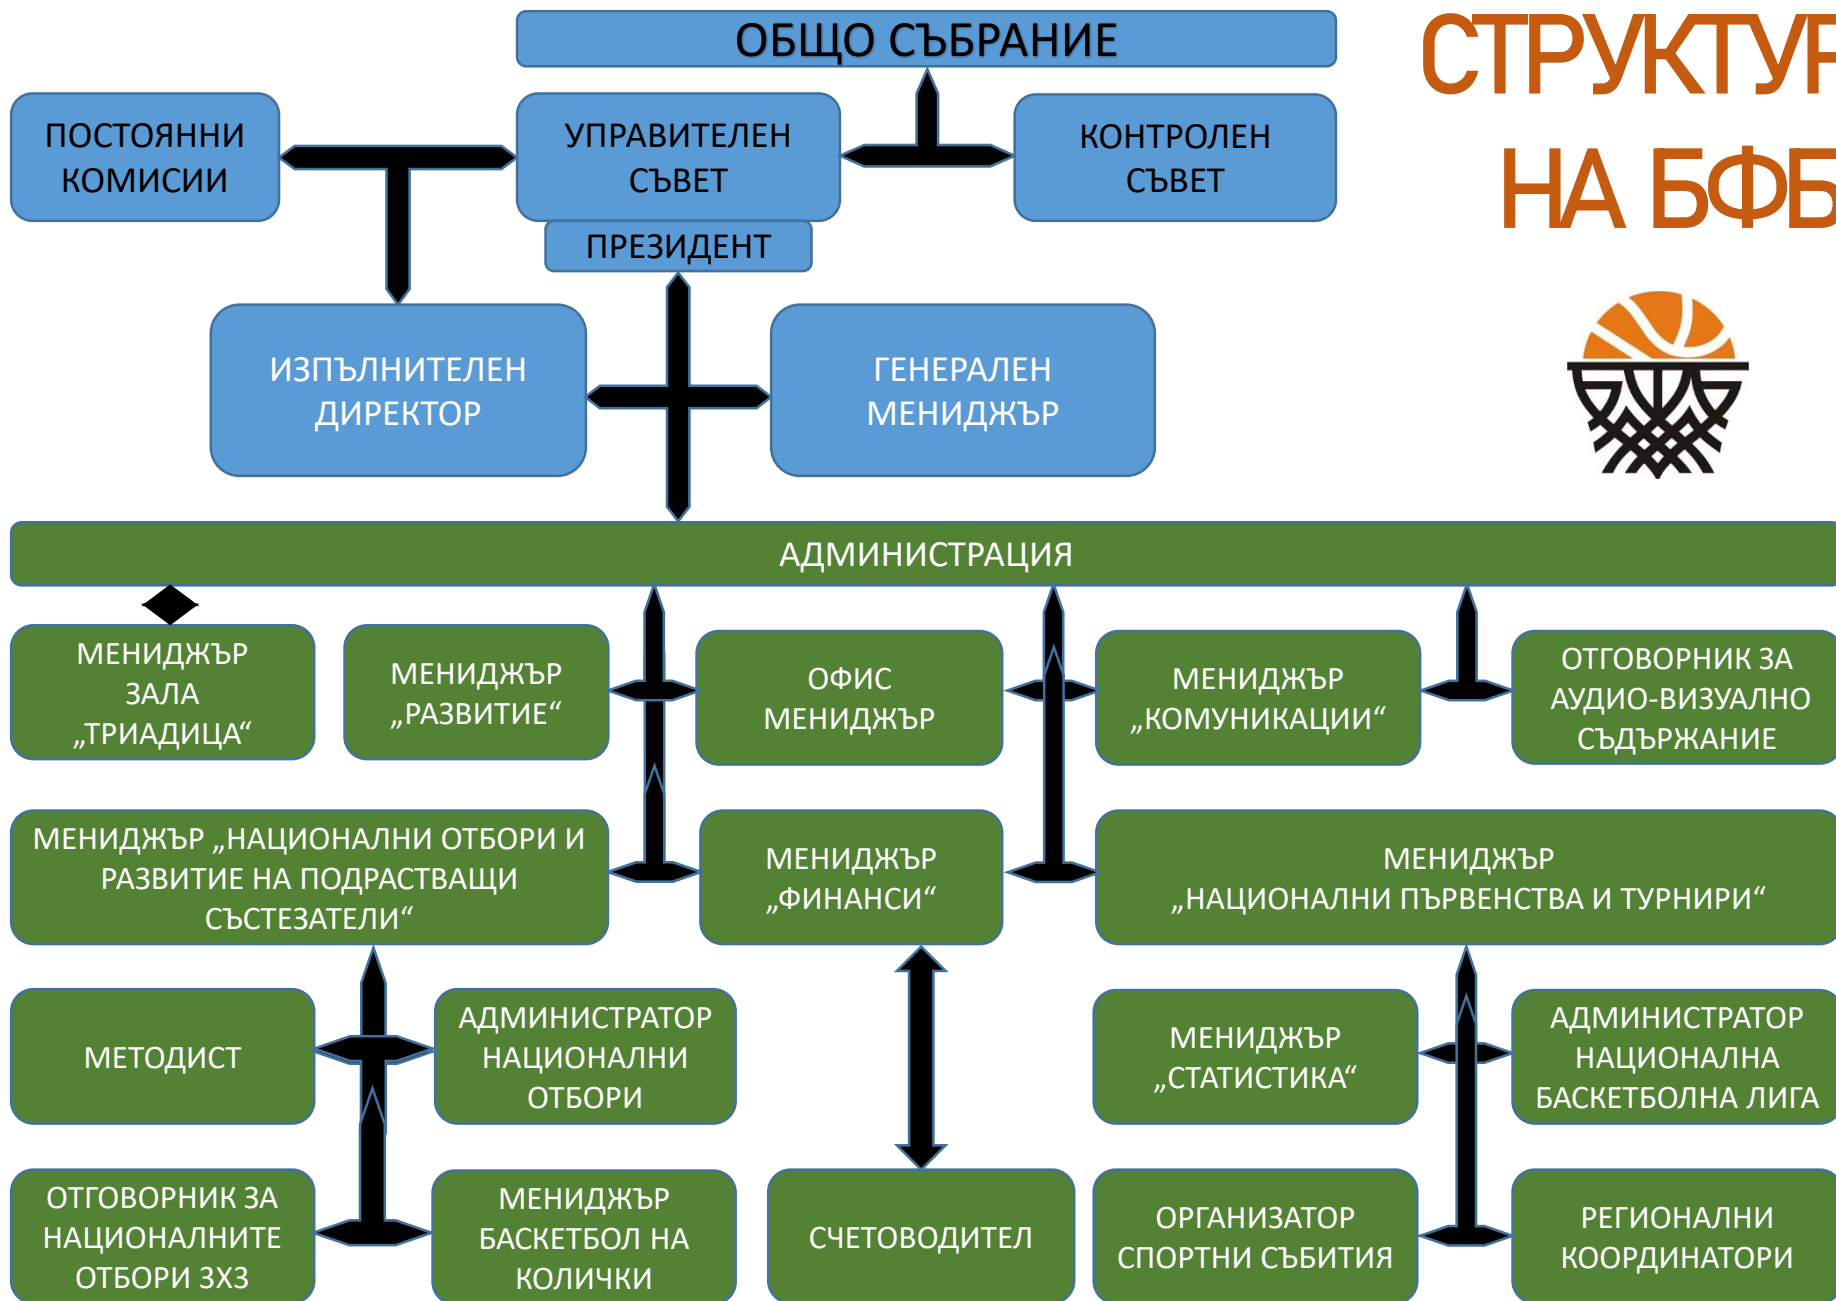 ОБЩО СЪБРАНИЕ
СТРУКТУР
НА БФБ
ПОСТОЯННИ
КОМИСИИ
УПРАВИТЕЛЕН
СЪВЕТ
КОНТРОЛЕН
СЪВЕТ
ПРЕЗИДЕНТ
ИЗПЪЛНИТЕЛЕН
ДИРЕКТОР
ГЕНЕРАЛЕН
МЕНИДЖЪР
АДМИНИСТРАЦИЯ
МЕНИДЖЪР
ЗАЛА
„ТРИАДИЦА“
МЕНИДЖЪР
„РАЗВИТИЕ“
ОФИС
МЕНИДЖЪР
МЕНИДЖЪР
„КОМУНИКАЦИИ“
ОТГОВОРНИК ЗА
АУДИО-ВИЗУАЛНО
СЪДЪРЖАНИЕ
МЕНИДЖЪР „НАЦИОНАЛНИ ОТБОРИ И
РАЗВИТИЕ НА ПОДРАСТВАЩИ
СЪСТЕЗАТЕЛИ“
МЕНИДЖЪР
„ФИНАНСИ“
МЕНИДЖЪР
„НАЦИОНАЛНИ ПЪРВЕНСТВА И ТУРНИРИ“
МЕТОДИСТ
АДМИНИСТРАТОР
НАЦИОНАЛНИ
ОТБОРИ
МЕНИДЖЪР
„СТАТИСТИКА“
АДМИНИСТРАТОР
НАЦИОНАЛНА
БАСКЕТБОЛНА ЛИГА
ОТГОВОРНИК ЗА
НАЦИОНАЛНИТЕ
ОТБОРИ 3Х3
МЕНИДЖЪР
БАСКЕТБОЛ НА
КОЛИЧКИ
СЧЕТОВОДИТЕЛ
ОРГАНИЗАТОР
СПОРТНИ СЪБИТИЯ
РЕГИОНАЛНИ
КООРДИНАТОРИ